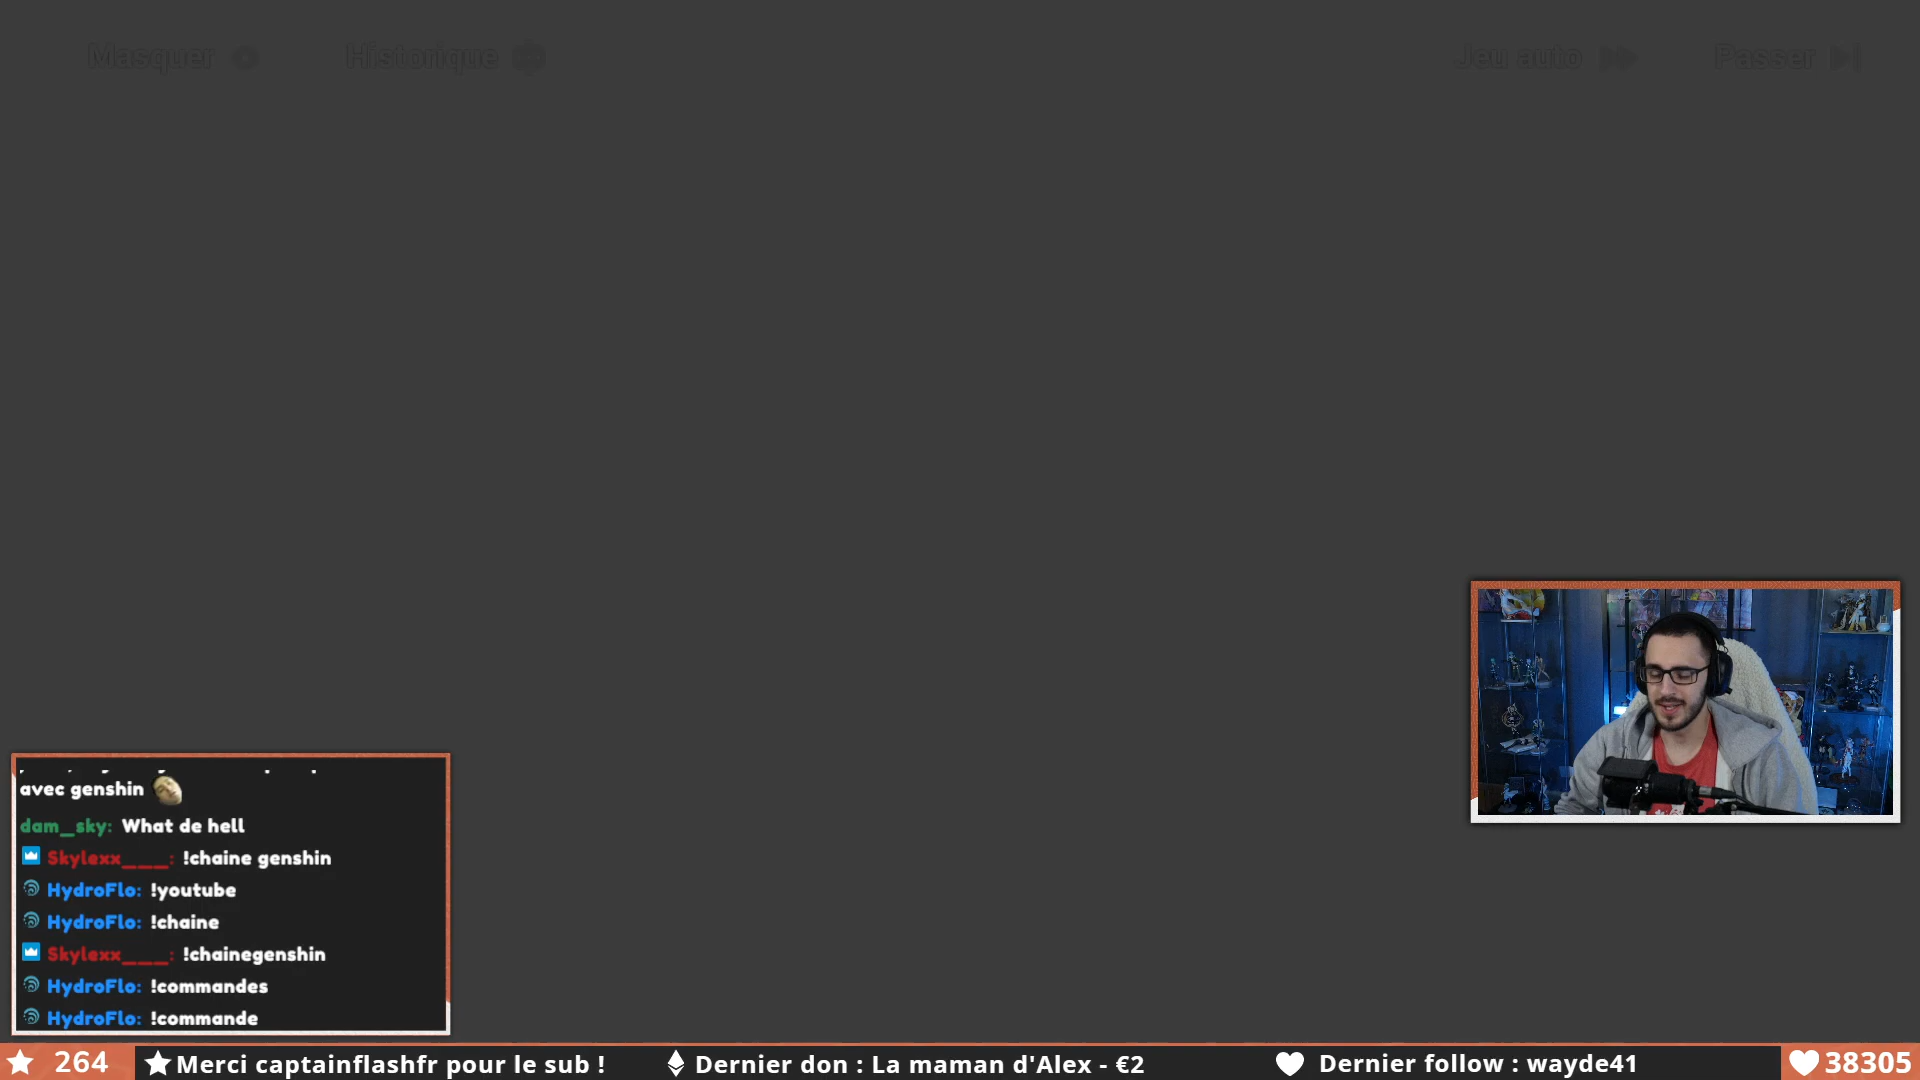 Masquer
Historique
Jeu auto
Passer
avec genshin
dam_sky: What de hell
Skylexx___: !chaine genshin
HydroFlo: !youtube
HydroFlo: !chaine
Skylexx___: !chainegenshin
HydroFlo: !commandes
HydroFlo: !commande
264
Merci captainflashfr pour le sub !
Dernier don : La maman d'Alex - €2
Dernier follow : wayde41
38305